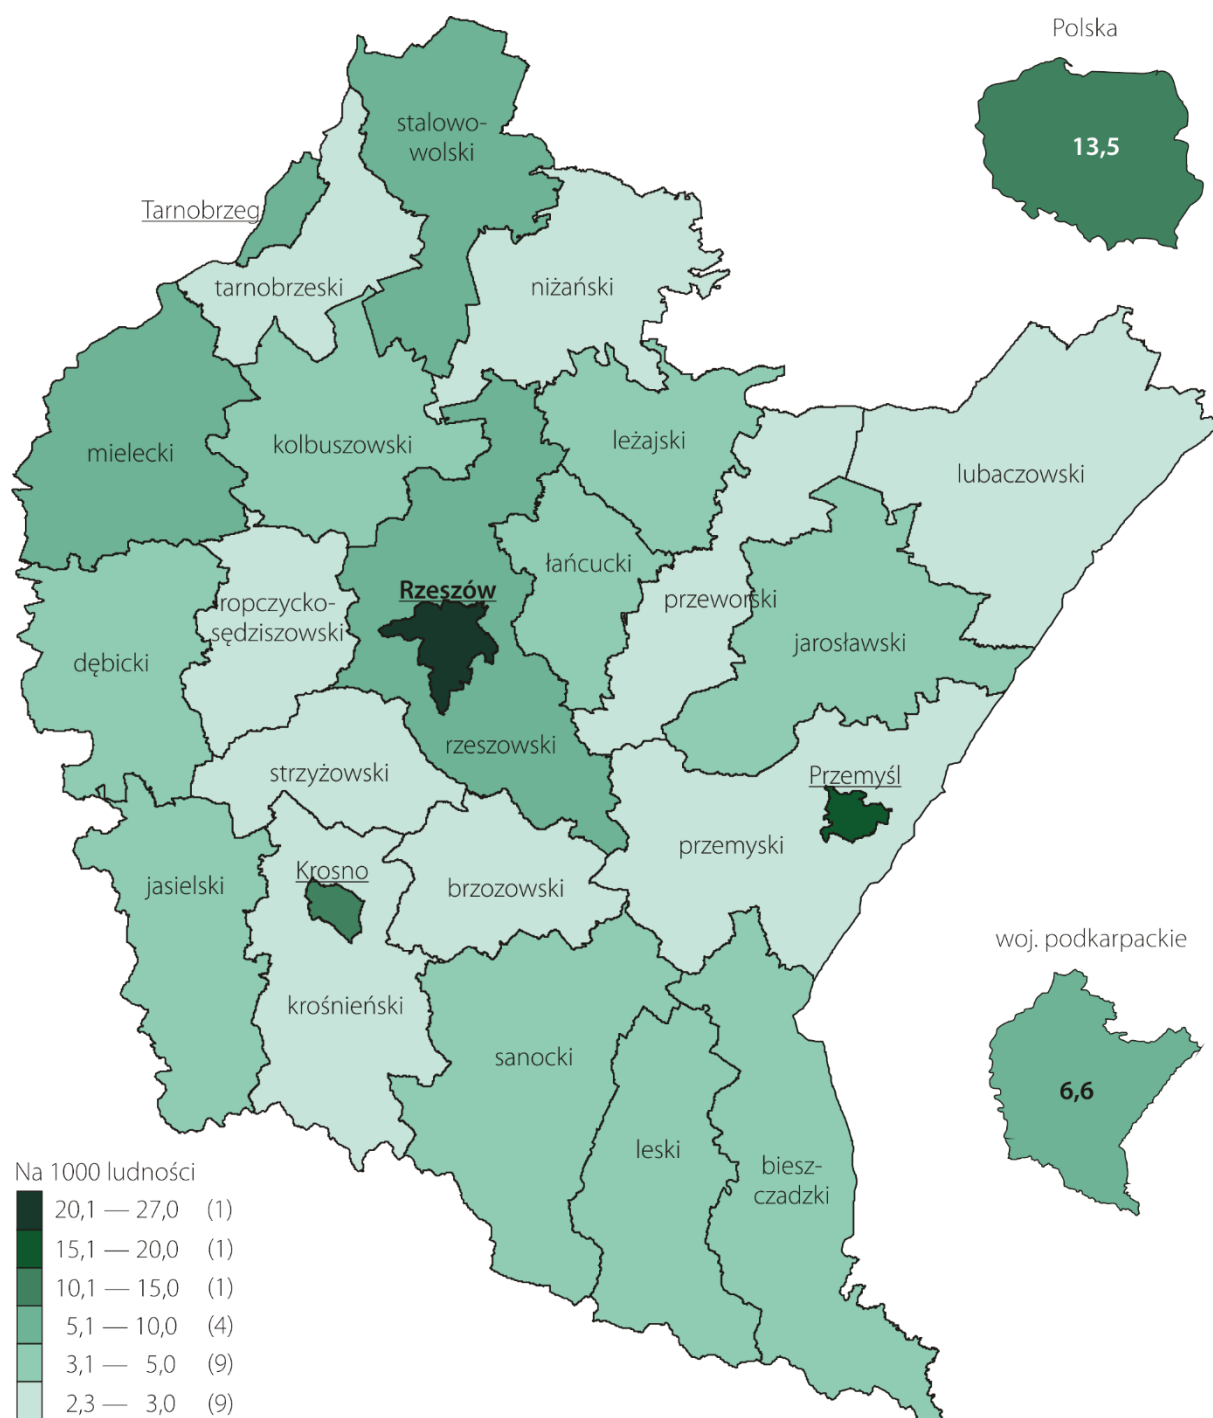 Polska
13,5
stalowo-
wolski
Tarnobrzeg
tarnobrzeski
niżański
mielecki
kolbuszowski
leżajski
lubaczowski
łańcucki
Rzeszów
ropczycko-
sędziszowski
przeworski
jarosławski
dębicki
rzeszowski
strzyżowski
Przemyśl
przemyski
jasielski
Krosno
brzozowski
krośnieński
sanocki
leski
biesz-
czadzki
woj. podkarpackie
6,6
Na 1000 ludności
20,1 — 27,0 (1)
15,1 — 20,0 (1)
10,1 — 15,0 (1)
5,1 — 10,0 (4)
3,1 — 5,0 (9)
2,3 — 3,0 (9)